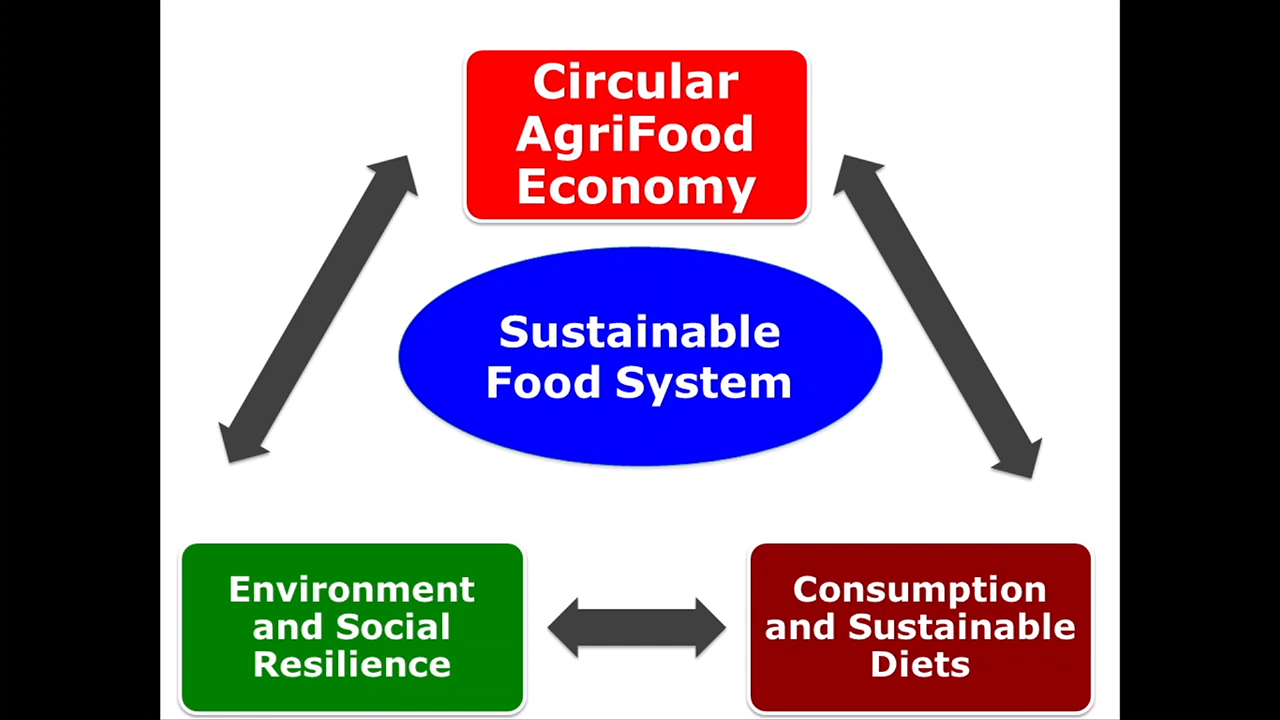 Circular
AgriFood
Economy
Sustainable
Food System
Environment
and Social
Resilience
Consumption
and Sustainable
Diets